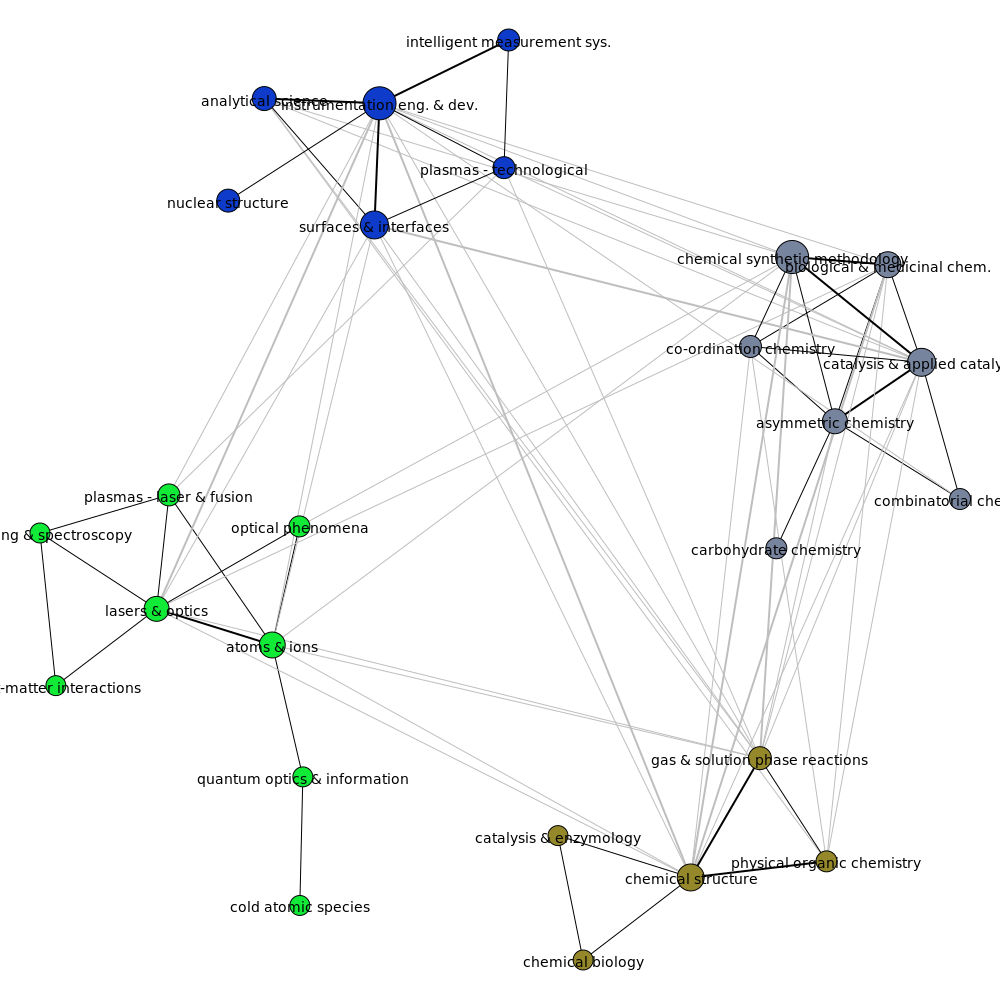 intelligent measurement sys.
analytical science
instrumentation eng. & dev.
plasmas - technological
nuclear structure
surfaces & interfaces
chemical synthetic methodology
biological & medicinal chem.
co-ordination chemistry
catalysis & applied cataly
asymmetric chemistry
plasmas - laser & fusion
combinatorial che
optical phenomena
ng & spectroscopy
carbohydrate chemistry
lasers & optics
atoms & ions
-matter interactions
gas & solution phase reactions
quantum optics & information
catalysis & enzymology
physical organic chemistry
chemical structure
cold atomic species
chemical biology